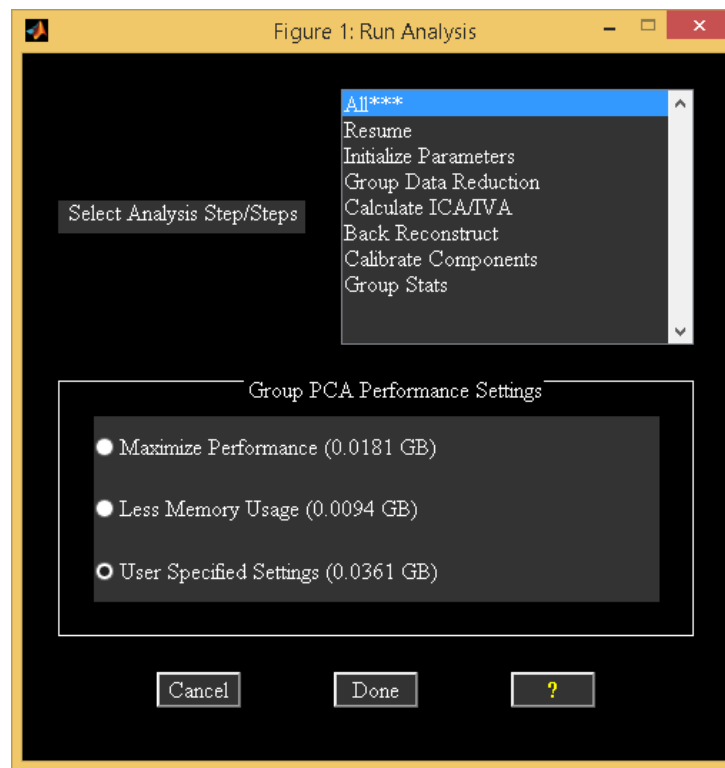 Figure 1: Run Analysis
All***
Resume
Initialize Parameters
Group Data Reduction
Calculate ICA/IVA
Back Reconstruct
Calibrate Components
Group Stats
Select Analysis Step/Steps
Group PCA Performance Settings
Maximize Performance (0.0181 GB)
Less Memory Usage (0.0094 GB)
User Specified Settings (0.0361 GB)
Cancel
Done
?